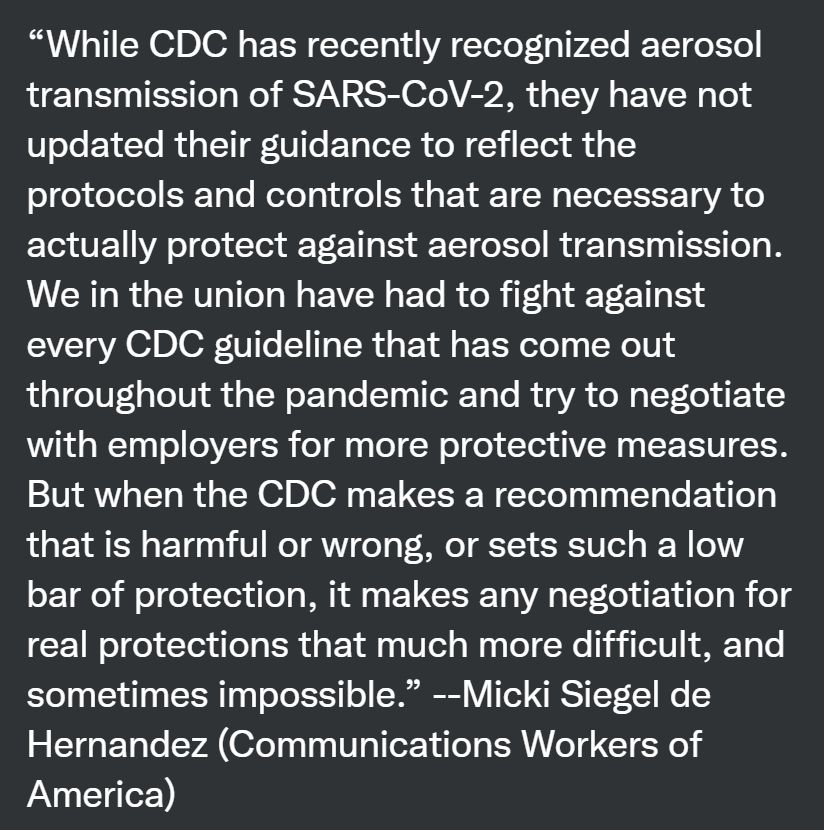 “While CDC has recently recognized aerosol
transmission of SARS-CoV-2, they have not
updated their guidance to reflect the
protocols and controls that are necessary to
actually protect against aerosol transmission.
We in the union have had to fight against
every CDC guideline that has come out
throughout the pandemic and try to negotiate
with employers for more protective measures.
But when the CDC makes a recommendation
that is harmful or wrong, or sets such a low
bar of protection, it makes any negotiation for
real protections that much more difficult, and
sometimes impossible.” --Micki Siegel de
Hernandez (Communications Workers of
America)